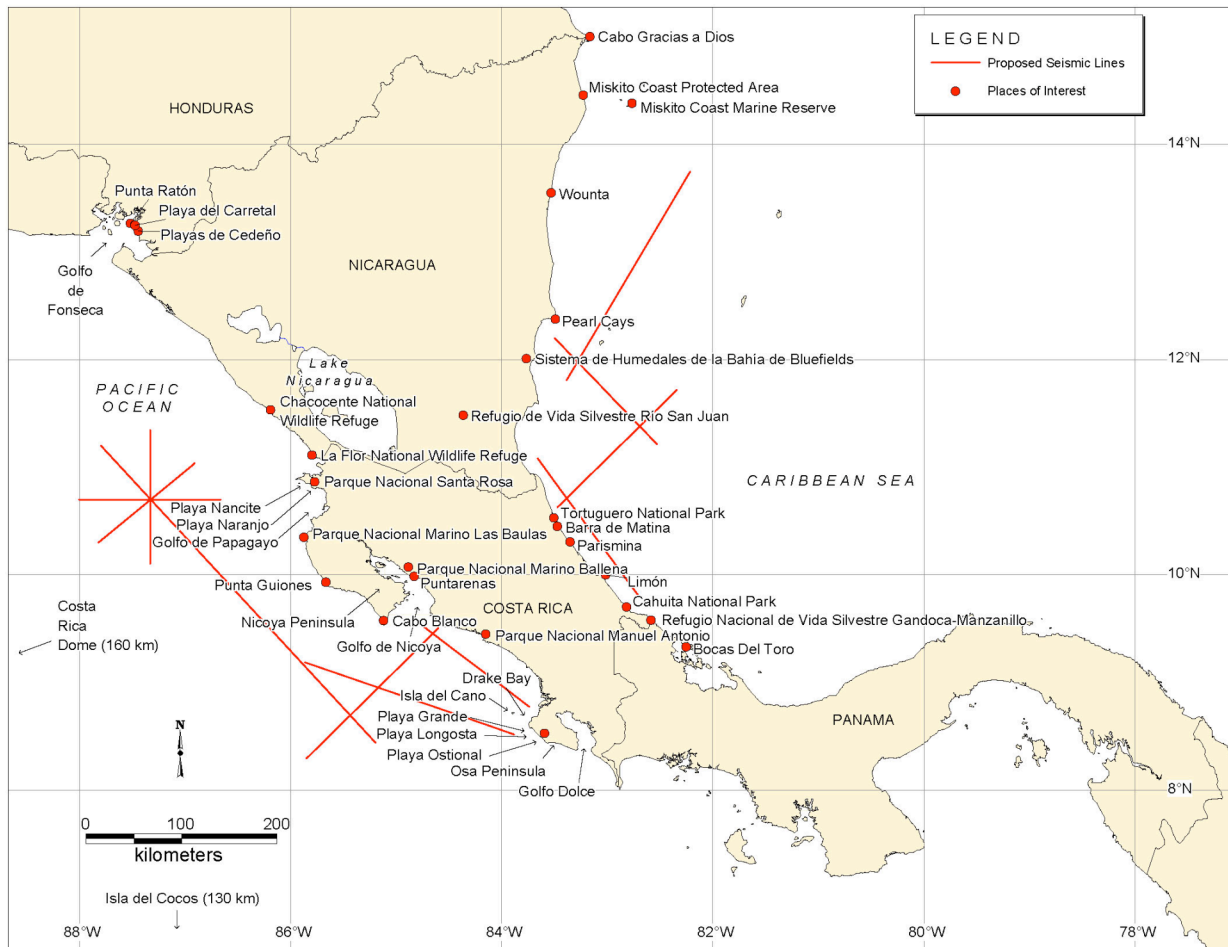 Cabo Gracias a Dios
LEGEND
Proposed Seismic Lines
Places of Interest
Miskito Coast Protected Area
Miskito Coast Marine Reserve
HONDURAS
14°N
Punta Ratón
Playa del Carretal
Playas de Cedeño
Wounta
Golfo
de
Fonseca
NICARAGUA
Pearl Cays
12°N
Sistema de Humedales de la Bahía de Bluefields
Lake
Nicaragua
PACIFIC
OCEAN
Chacocente National
Wildlife Refuge
Refugio de Vida Silvestre Río San Juan
La Flor National Wildlife Refuge
Parque Nacional Santa Rosa
CARIBBEAN SEA
Playa Nancite
Playa Naranjo
Golfo de Papagayo
Tortuguero National Park
Barra de Matina
Parismina
Parque Nacional Marino Las Baulas
10°N
Parque Nacional Marino Ballena
Puntarenas
Limón
Punta Guiones
Nicoya Peninsula
COSTA RICA
Cahuita National Park
Refugio Nacional de Vida Silvestre Gandoca-Manzanillo
Costa
Rica
Dome (160 km)
Cabo Blanco
Golfo de Nicoya
Parque Nacional Manuel Antonio
Bocas Del Toro
Drake Bay
Isla del Cano
Playa Grande
Playa Longosta
Playa Ostional
Osa Peninsula
Golfo Dolce
PANAMA
8°N
N
0 100 200
kilometers
Isla del Cocos (130 km)
88°W 86°W 84°W 82°W 80°W 78°W